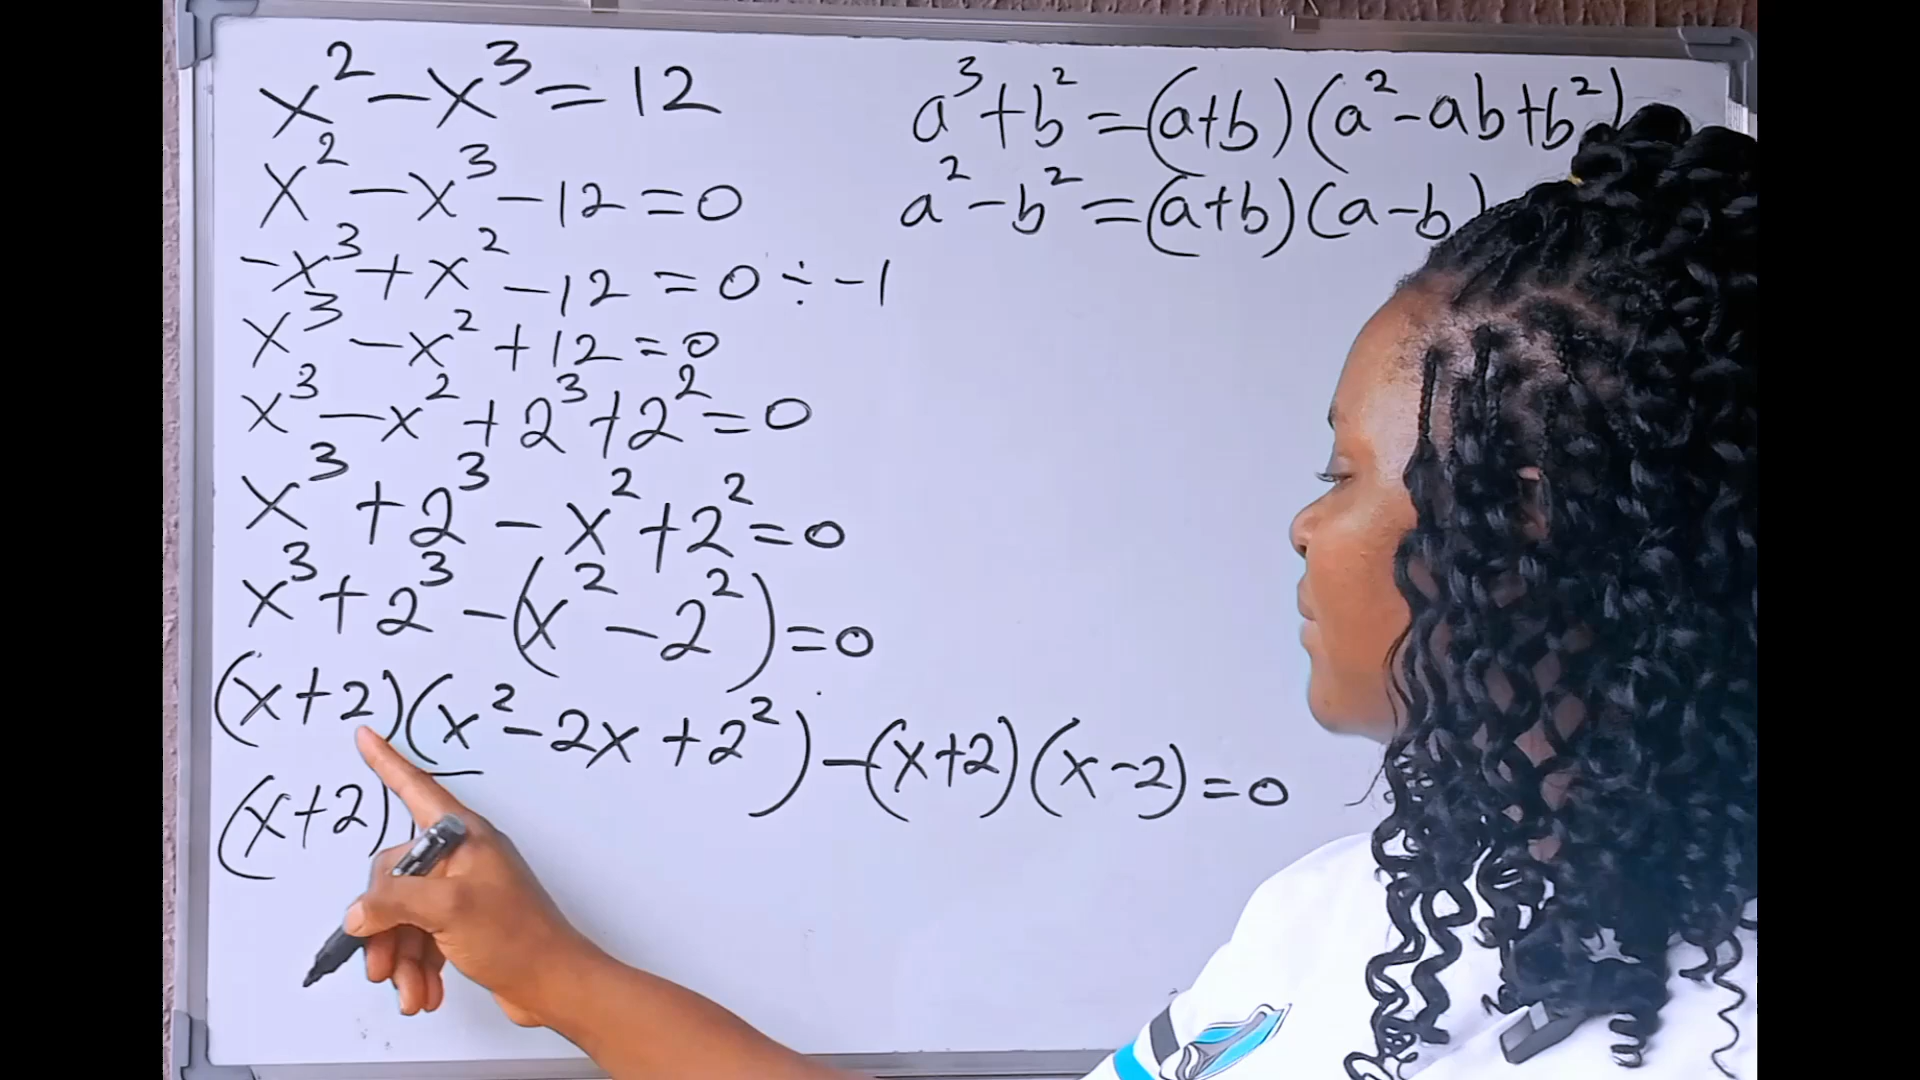 x² - x³ = 12
x² - x³ - 12 = 0
-x³ + x² - 12 = 0 ÷ -1
x³ - x² + 12 = 0
x³ - x² + 2³ + 2² = 0
x³ + 2³ - x² + 2² = 0
x³ + 2³ - (x² - 2²) = 0
(x+2)(x² - 2x + 2²) - (x+2)(x-2) = 0
(x+2)
a³ + b² = (a+b)(a² - ab + b²)
a² - b² = (a+b)(a-b)